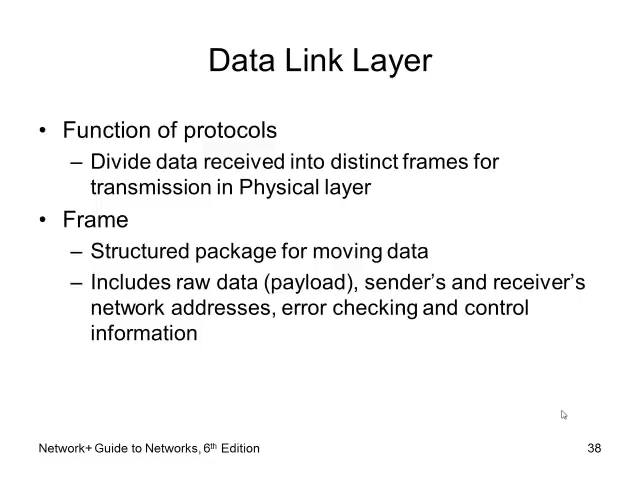 Data Link Layer
• Function of protocols
– Divide data received into distinct frames for
transmission in Physical layer
• Frame
– Structured package for moving data
– Includes raw data (payload), sender’s and receiver’s
network addresses, error checking and control
information
Network+ Guide to Networks, 6th Edition
38